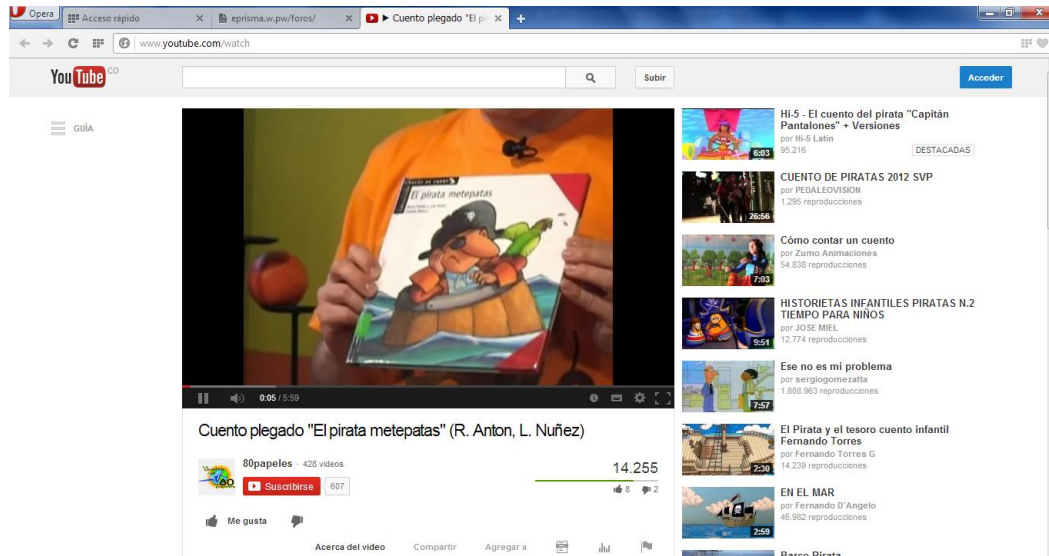 Opera
Acceso rápido
eprisma.w.pw/foros/
Cuento plegado "El pi
www.youtube.com/watch
YouTube CO
Subir
Acceder
GUÍA
El pirata metepatas
0:05 / 5:59
Cuento plegado "El pirata metepatas" (R. Anton, L. Nuñez)
80papeles · 428 videos
Suscribirse 607
14.255
8 2
Me gusta
Acerca del video Compartir Agregar a
Hi-5 - El cuento del pirata "Capitán
Pantalones" + Versiones
por Hi-5 Latin
95.216 DESTACADAS
6:03
CUENTO DE PIRATAS 2012 SVP
por PEDALEOVISION
1.295 reproducciones
26:56
Cómo contar un cuento
por Zumo Animaciones
54.838 reproducciones
7:03
HISTORIETAS INFANTILES PIRATAS N.2
TIEMPO PARA NIÑOS
por JOSE MIEL
12.774 reproducciones
9:51
Ese no es mi problema
por sergiogomezatta
1.808.963 reproducciones
7:57
El Pirata y el tesoro cuento infantil
Fernando Torres
por Fernando Torres G
14.239 reproducciones
2:30
EN EL MAR
por Fernando D'Angelo
46.982 reproducciones
2:59
Barco Pirata